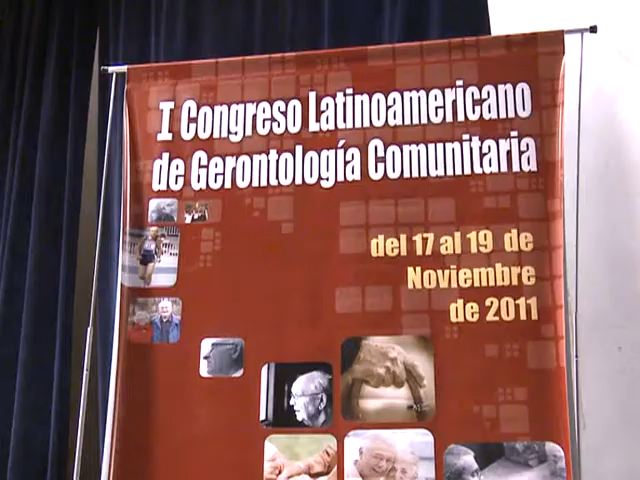 I Congreso Latinoamericano
de Gerontología Comunitaria
del 17 al 19 de
Noviembre
de 2011